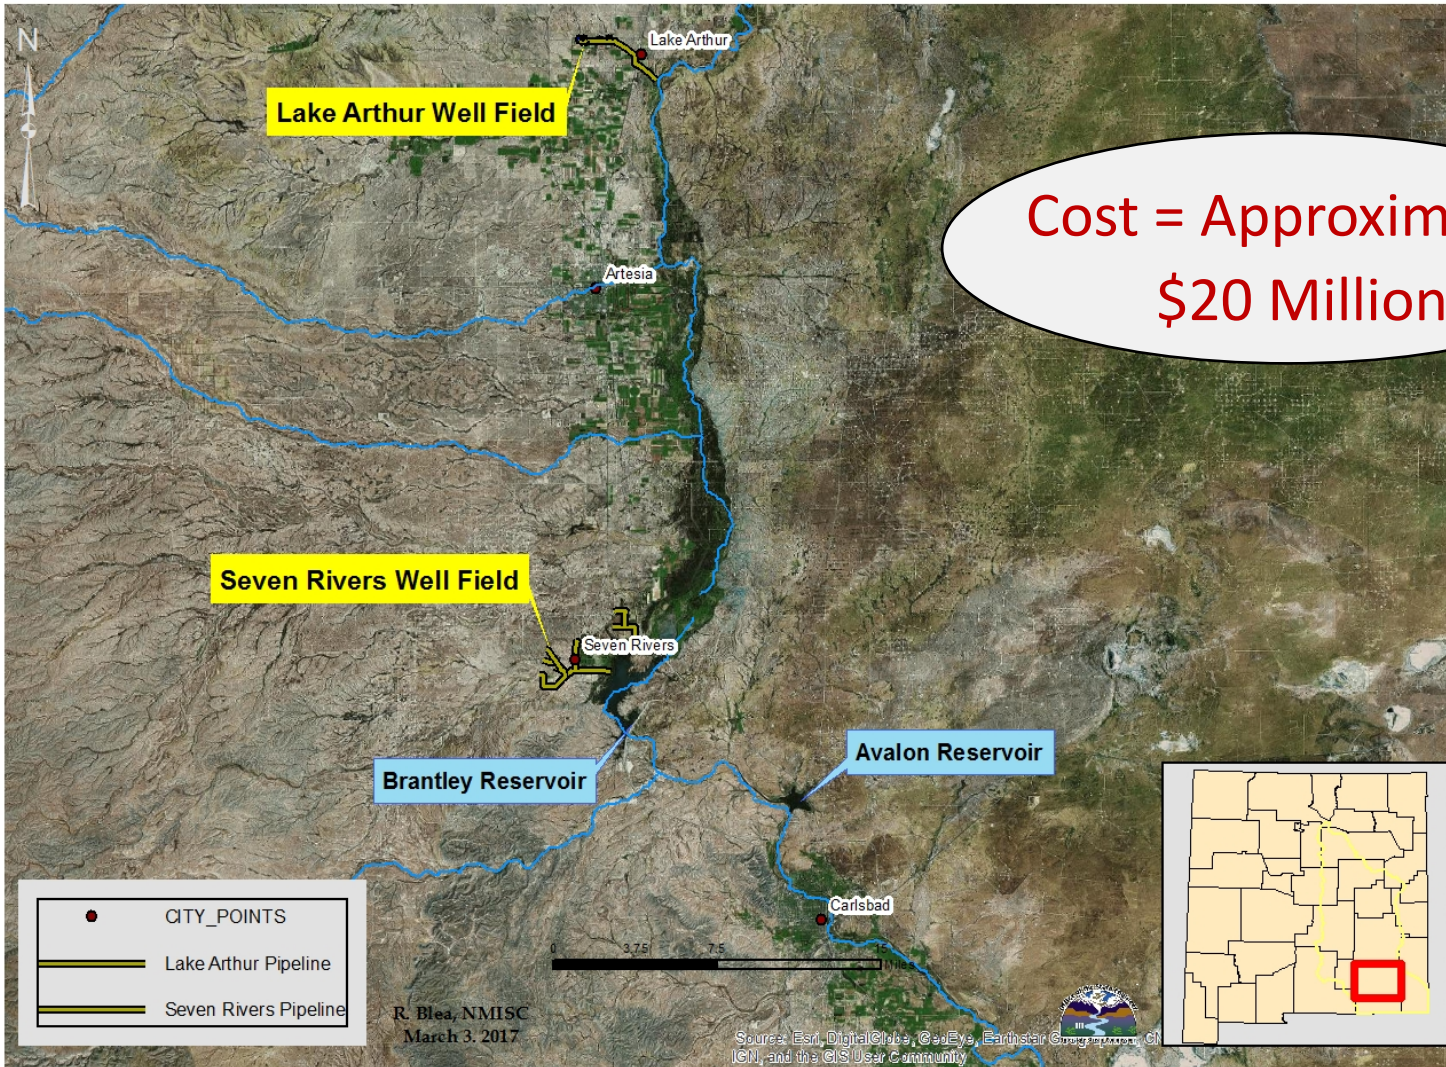 N
Lake Arthur
Lake Arthur Well Field
Cost = Approxim
$20 Million
Artesia
Seven Rivers Well Field
Seven Rivers
Avalon Reservoir
Brantley Reservoir
Carlsbad
CITY_POINTS
Lake Arthur Pipeline
Seven Rivers Pipeline
0 3.75 7.5 15
Miles
R. Blea, NMISC
March 3. 2017
Source: Esri, DigitalGlobe, GeoEye, Earthstar
IGN, and the GIS User Community